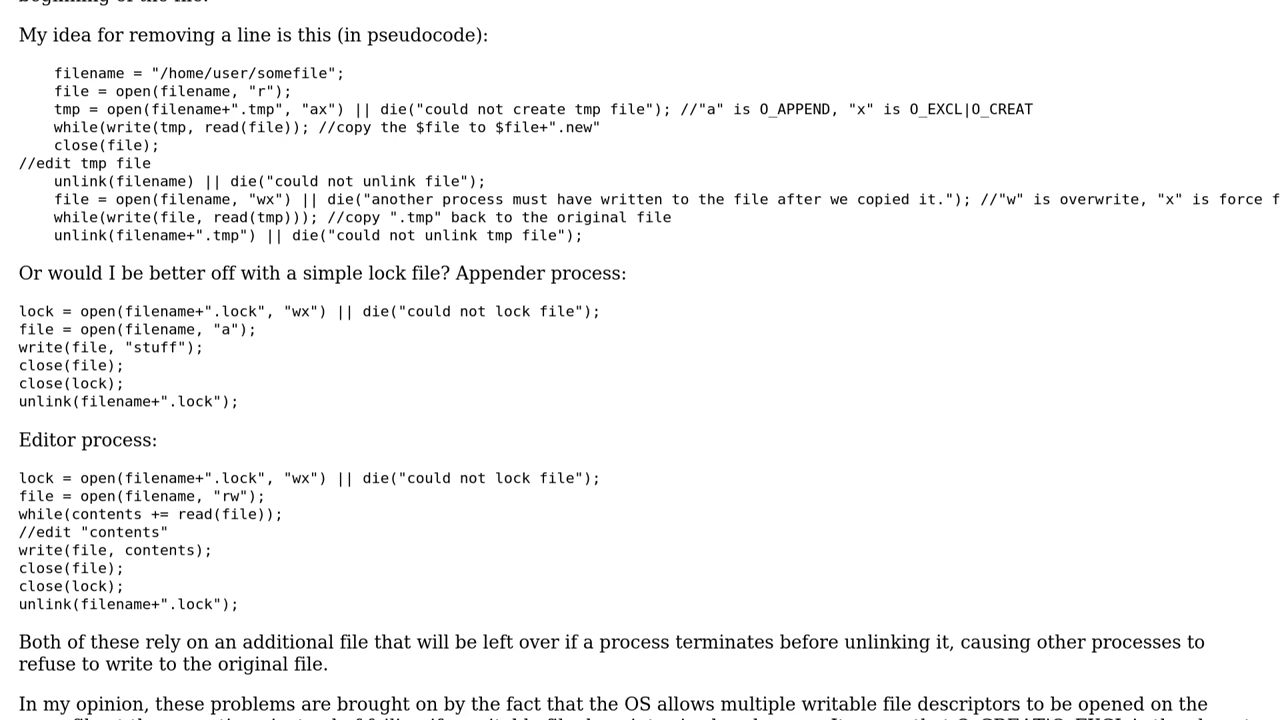 My idea for removing a line is this (in pseudocode):
filename = "/home/user/somefile";
file = open(filename, "r");
tmp = open(filename+".tmp", "ax") || die("could not create tmp file"); //"a" is O_APPEND, "x" is O_EXCL|O_CREAT
while(write(tmp, read(file)); //copy the $file to $file+".new"
close(file);
//edit tmp file
unlink(filename) || die("could not unlink file");
file = open(filename, "wx") || die("another process must have written to the file after we copied it."); //"w" is overwrite, "x" is force f
while(write(file, read(tmp))); //copy ".tmp" back to the original file
unlink(filename+".tmp") || die("could not unlink tmp file");
Or would I be better off with a simple lock file? Appender process:
lock = open(filename+".lock", "wx") || die("could not lock file");
file = open(filename, "a");
write(file, "stuff");
close(file);
close(lock);
unlink(filename+".lock");
Editor process:
lock = open(filename+".lock", "wx") || die("could not lock file");
file = open(filename, "rw");
while(contents += read(file));
//edit "contents"
write(file, contents);
close(file);
close(lock);
unlink(filename+".lock");
Both of these rely on an additional file that will be left over if a process terminates before unlinking it, causing other processes to
refuse to write to the original file.
In my opinion, these problems are brought on by the fact that the OS allows multiple writable file descriptors to be opened on the